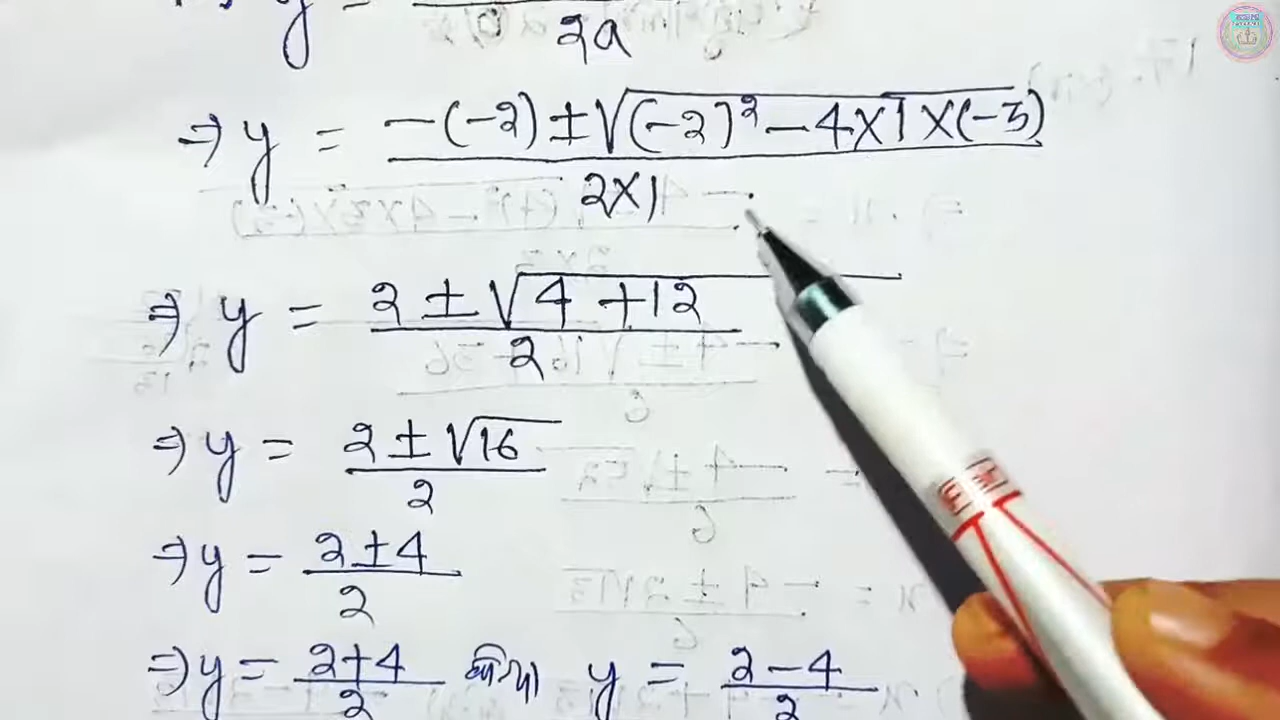 y = 2a
⇒ y = -(-2) ± √(-2)² - 4×1×(-3) / 2×1
⇒ y = 2 ± √4 + 12 / 2
⇒ y = 2 ± √16 / 2
⇒ y = 2 ± 4 / 2
⇒ y = 2+4 / 2 किंवा y = 2-4 / 2